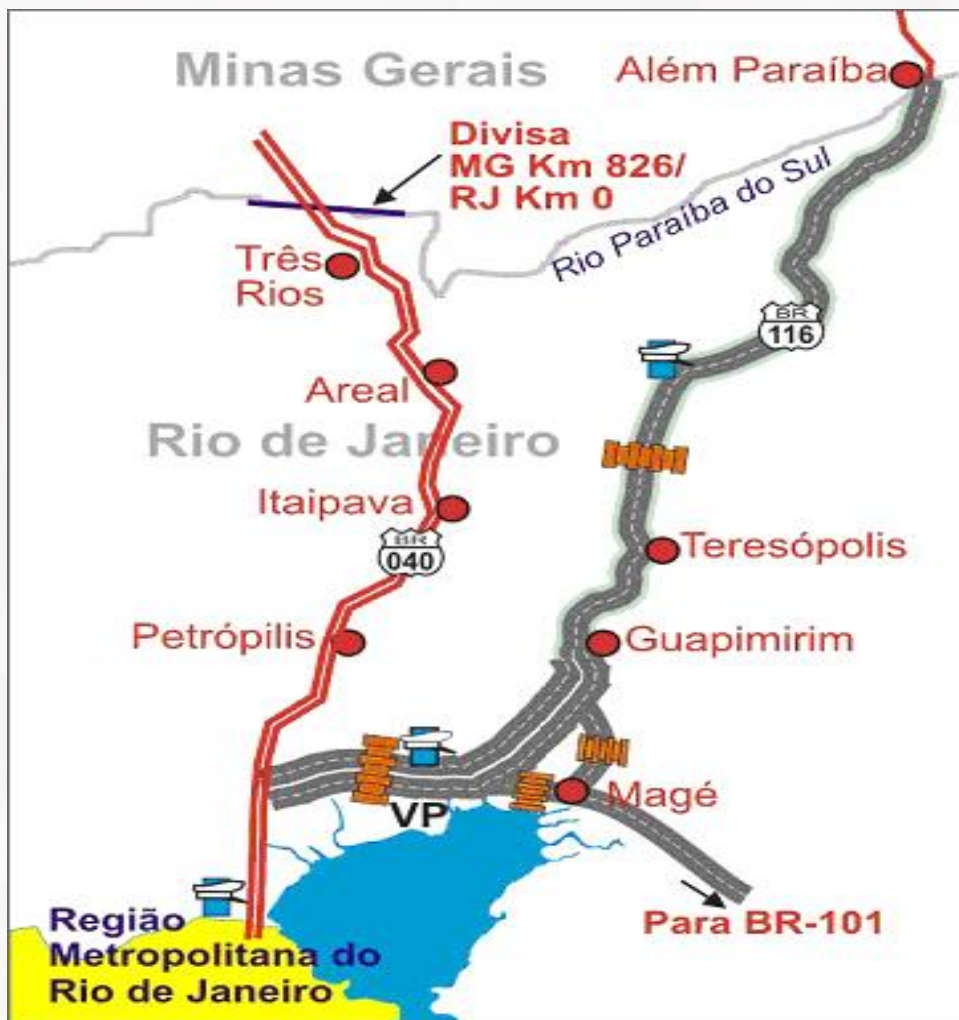 Minas Gerais
Além Paraíba
Divisa
MG Km 826/
RJ Km 0
Rio Paraíba do Sul
Três
Rios
BR
116
Areal
Rio de Janeiro
Itaipava
BR
040
Teresópolis
Petrópilis
Guapimirim
Magé
VP
Para BR-101
Região
Metropolitana do
Rio de Janeiro